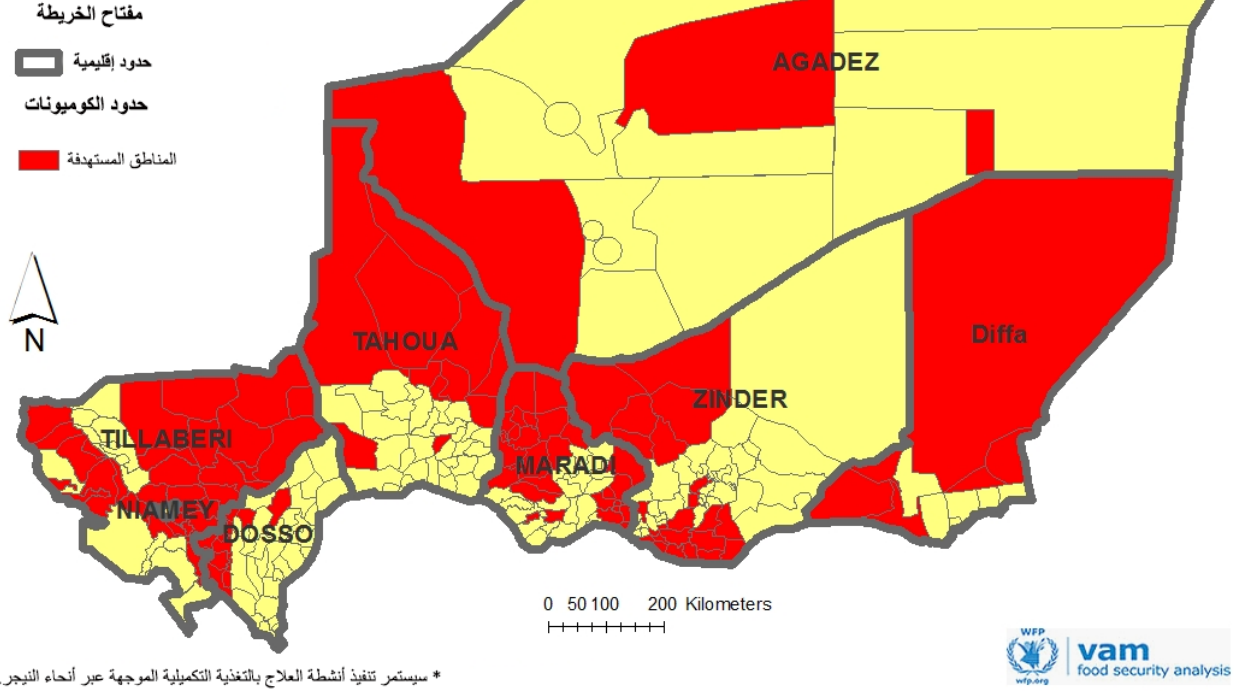 مفتاح الخريطة
حدود إقليمية
حدود الكوميونات
المناطق المستهدفة
AGADEZ
N
Diffa
TAHOUA
ZINDER
TILLABERI
MARADI
NIAMEY
DOSSO
0 50 100 200 Kilometers
WFP
wfp.org
vam
food security analysis
* سيستمر تنفيذ أنشطة العلاج بالتغذية التكميلية الموجهة عبر أنحاء النيجر.